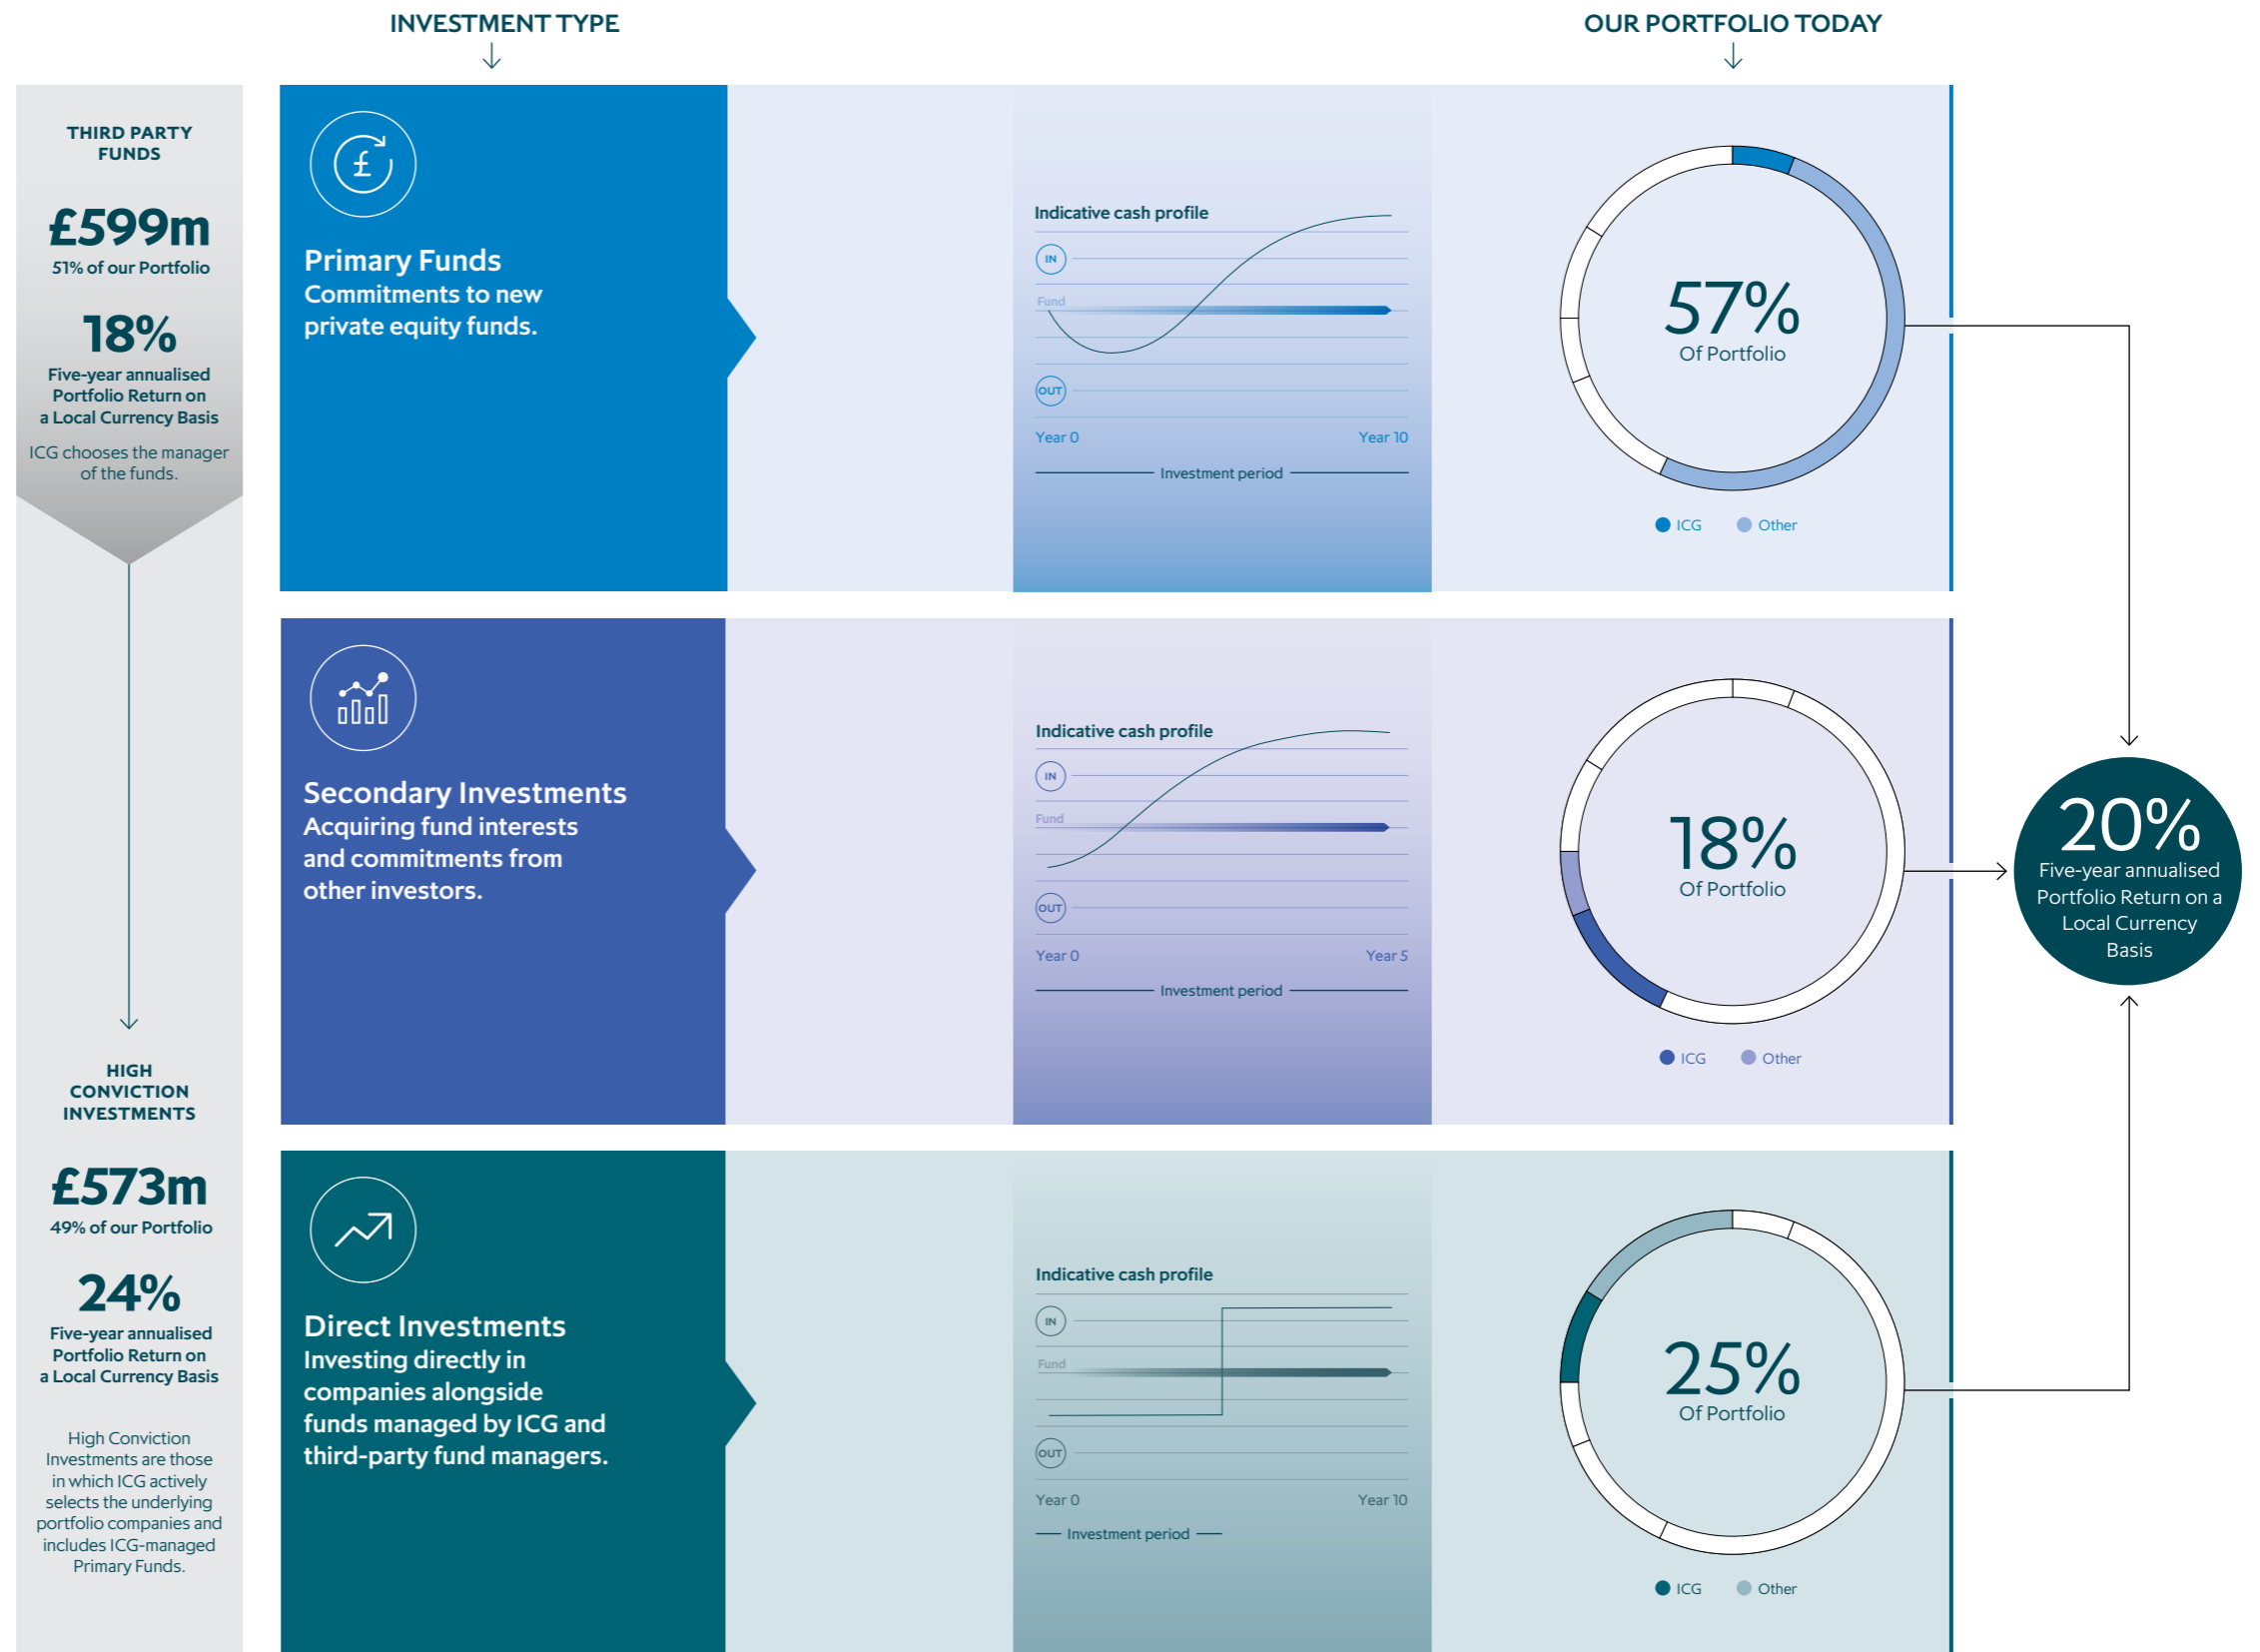 INVESTMENT TYPE
OUR PORTFOLIO TODAY
THIRD PARTY
FUNDS
£599m
51% of our Portfolio
18%
Five-year annualised
Portfolio Return on
a Local Currency Basis
ICG chooses the manager
of the funds.
HIGH
CONVICTION
INVESTMENTS
£573m
49% of our Portfolio
24%
Five-year annualised
Portfolio Return on
a Local Currency Basis
High Conviction
Investments are those
in which ICG actively
selects the underlying
portfolio companies and
includes ICG-managed
Primary Funds.
£
Primary Funds
Commitments to new
private equity funds.
Indicative cash profile
IN
Fund
OUT
Year 0 Year 10
Investment period
57%
Of Portfolio
ICG Other
Secondary Investments
Acquiring fund interests
and commitments from
other investors.
Indicative cash profile
IN
Fund
OUT
Year 0 Year 5
Investment period
18%
Of Portfolio
ICG Other
Direct Investments
Investing directly in
companies alongside
funds managed by ICG and
third-party fund managers.
Indicative cash profile
IN
Fund
OUT
Year 0 Year 10
Investment period
25%
Of Portfolio
ICG Other
20%
Five-year annualised
Portfolio Return on a
Local Currency
Basis